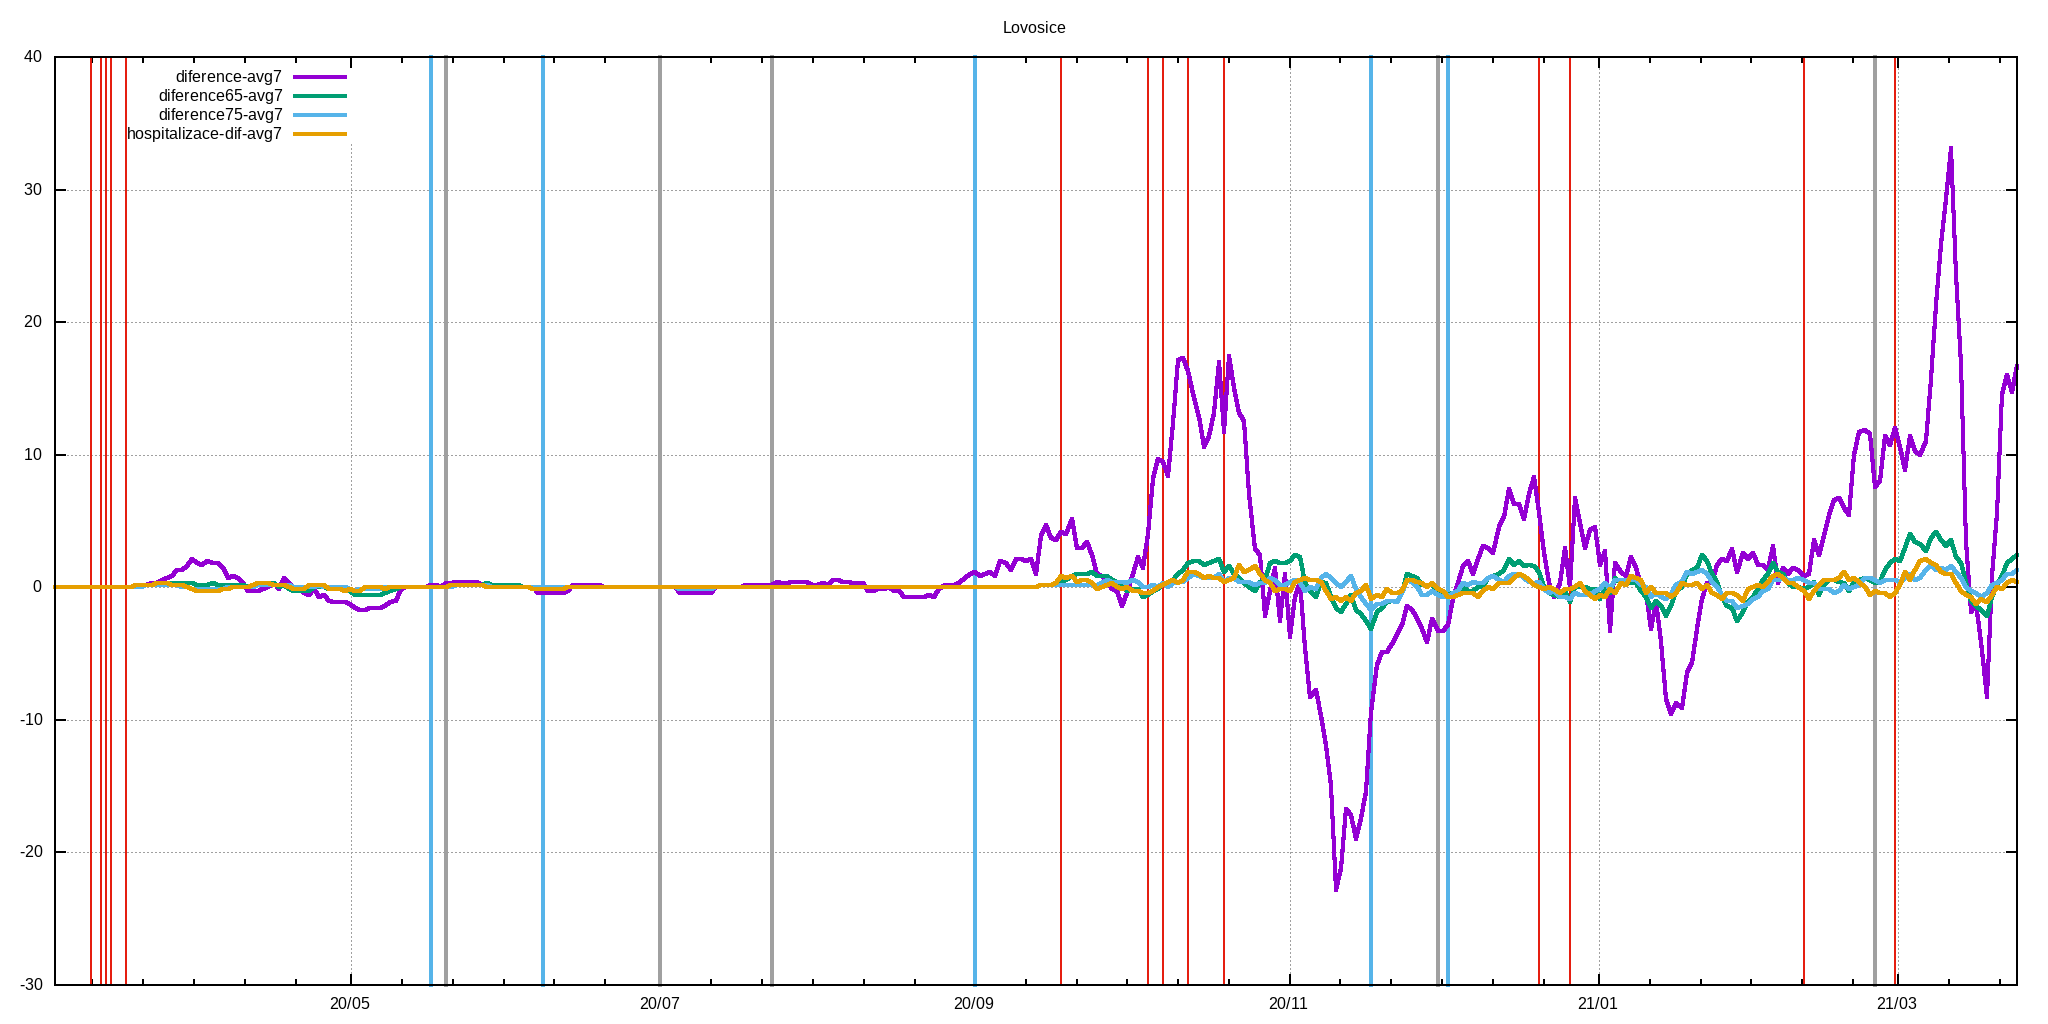 Lovosice
40
diference-avg7
diference65-avg7
diference75-avg7
hospitalizace-dif-avg7
30
20
10
0
-10
-20
-30
20/05 20/07 20/09 20/11 21/01 21/03